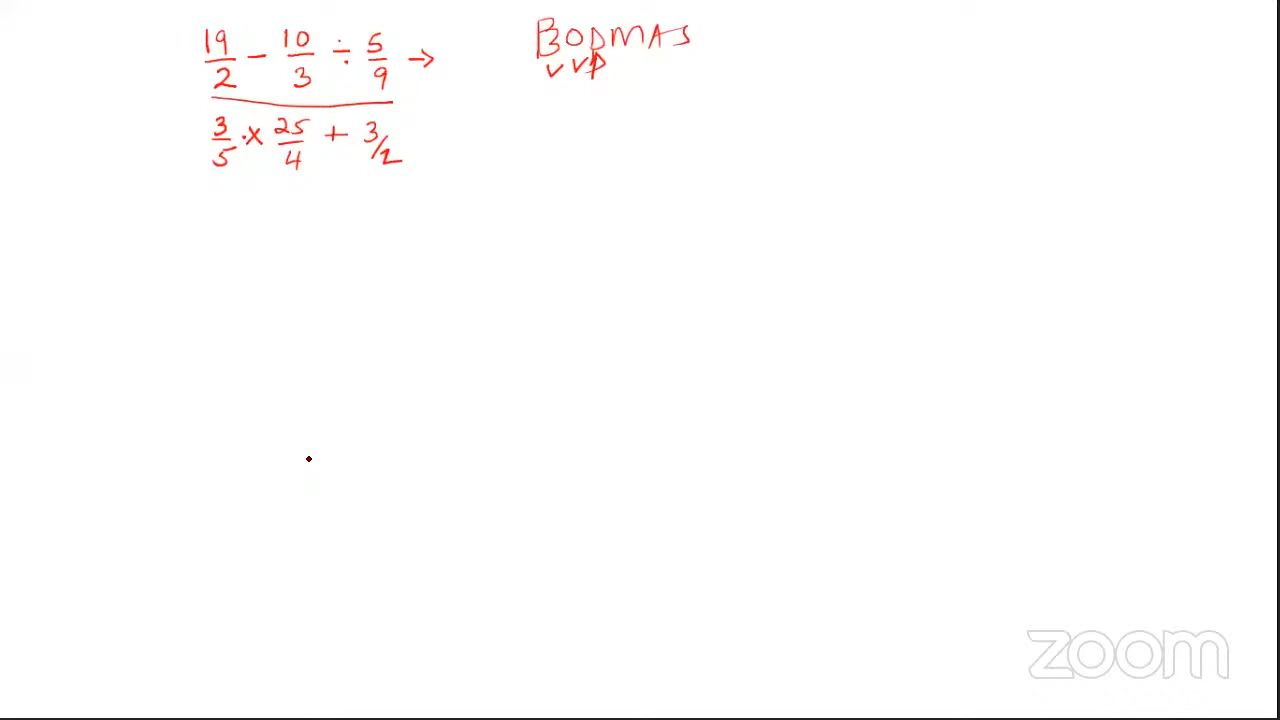 19/2 - 10/3 ÷ 5/9 →
3/5 · × 25/4 + 3/2
BODMAS
zoom